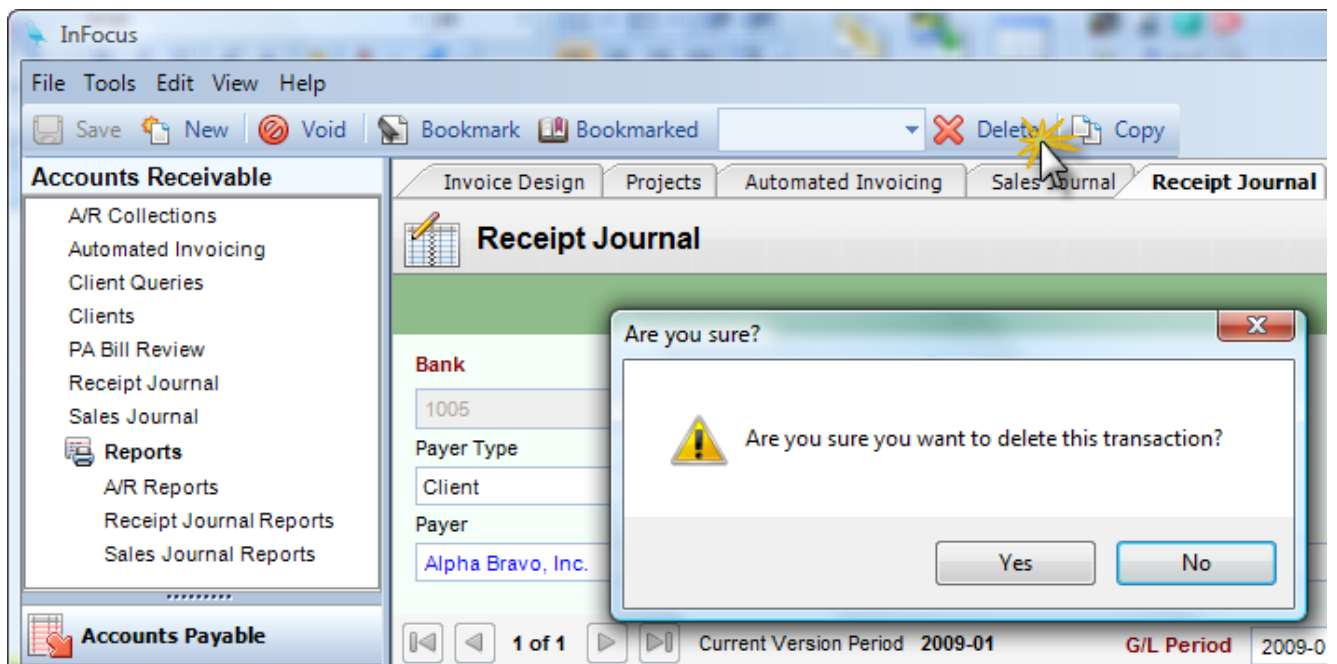 InFocus
File Tools Edit View Help
Save New Void Bookmark Bookmarked Delete Copy
Accounts Receivable
A/R Collections
Automated Invoicing
Client Queries
Clients
PA Bill Review
Receipt Journal
Sales Journal
Reports
A/R Reports
Receipt Journal Reports
Sales Journal Reports
Accounts Payable
Invoice Design Projects Automated Invoicing Sales Journal Receipt Journal
Receipt Journal
Bank
1005
Payer Type
Client
Payer
Alpha Bravo, Inc.
Are you sure?
Are you sure you want to delete this transaction?
Yes No
1 of 1 Current Version Period 2009-01 G/L Period 2009-0